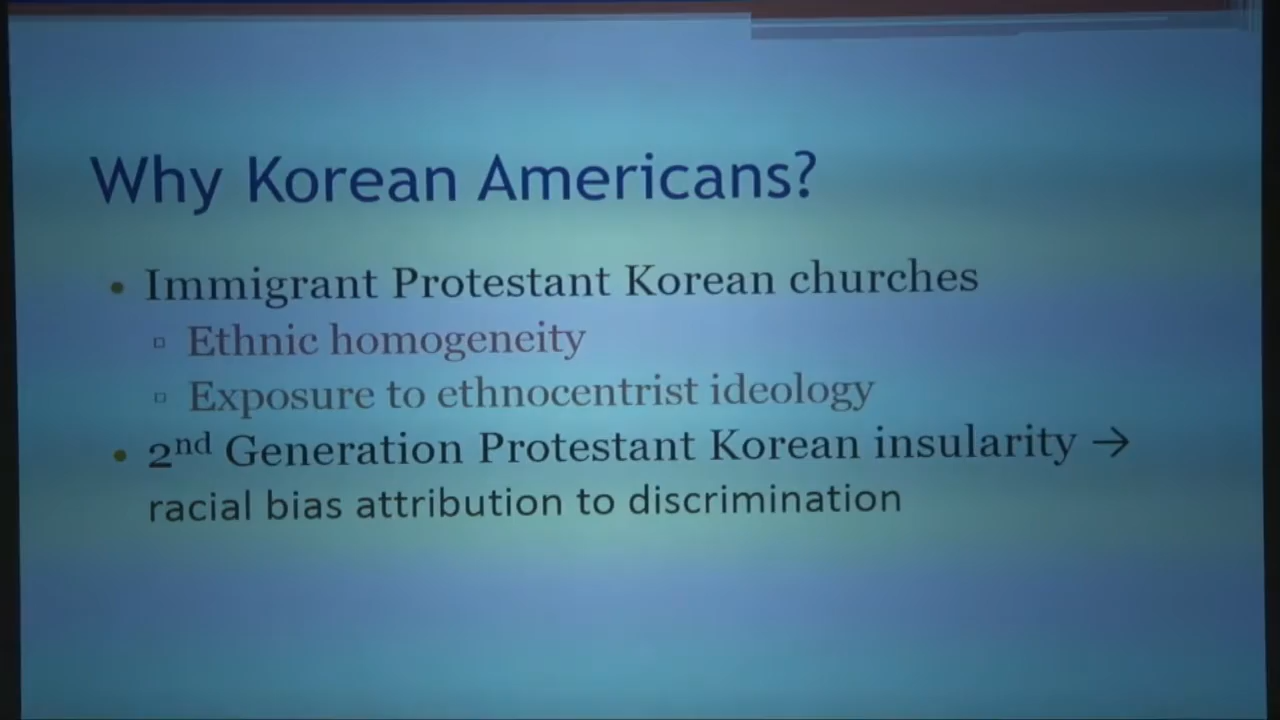 Why Korean Americans?
• Immigrant Protestant Korean churches
▫ Ethnic homogeneity
▫ Exposure to ethnocentrist ideology
• 2nd Generation Protestant Korean insularity →
racial bias attribution to discrimination